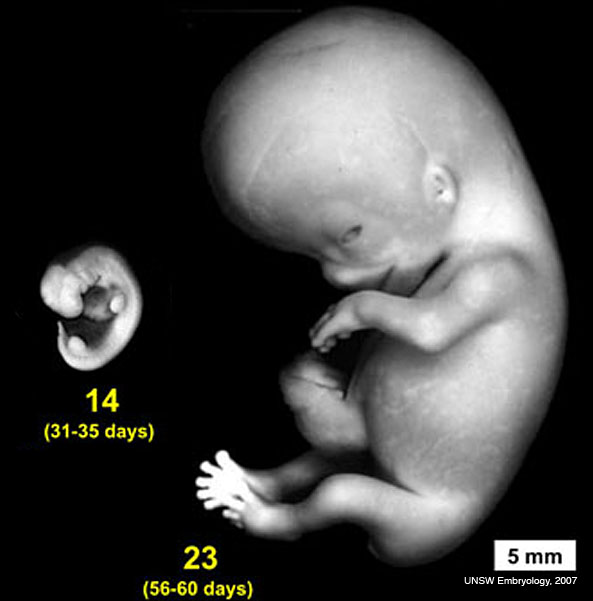 14
(31-35 days)
23
(56-60 days)
5 mm
UNSW Embryology, 2007